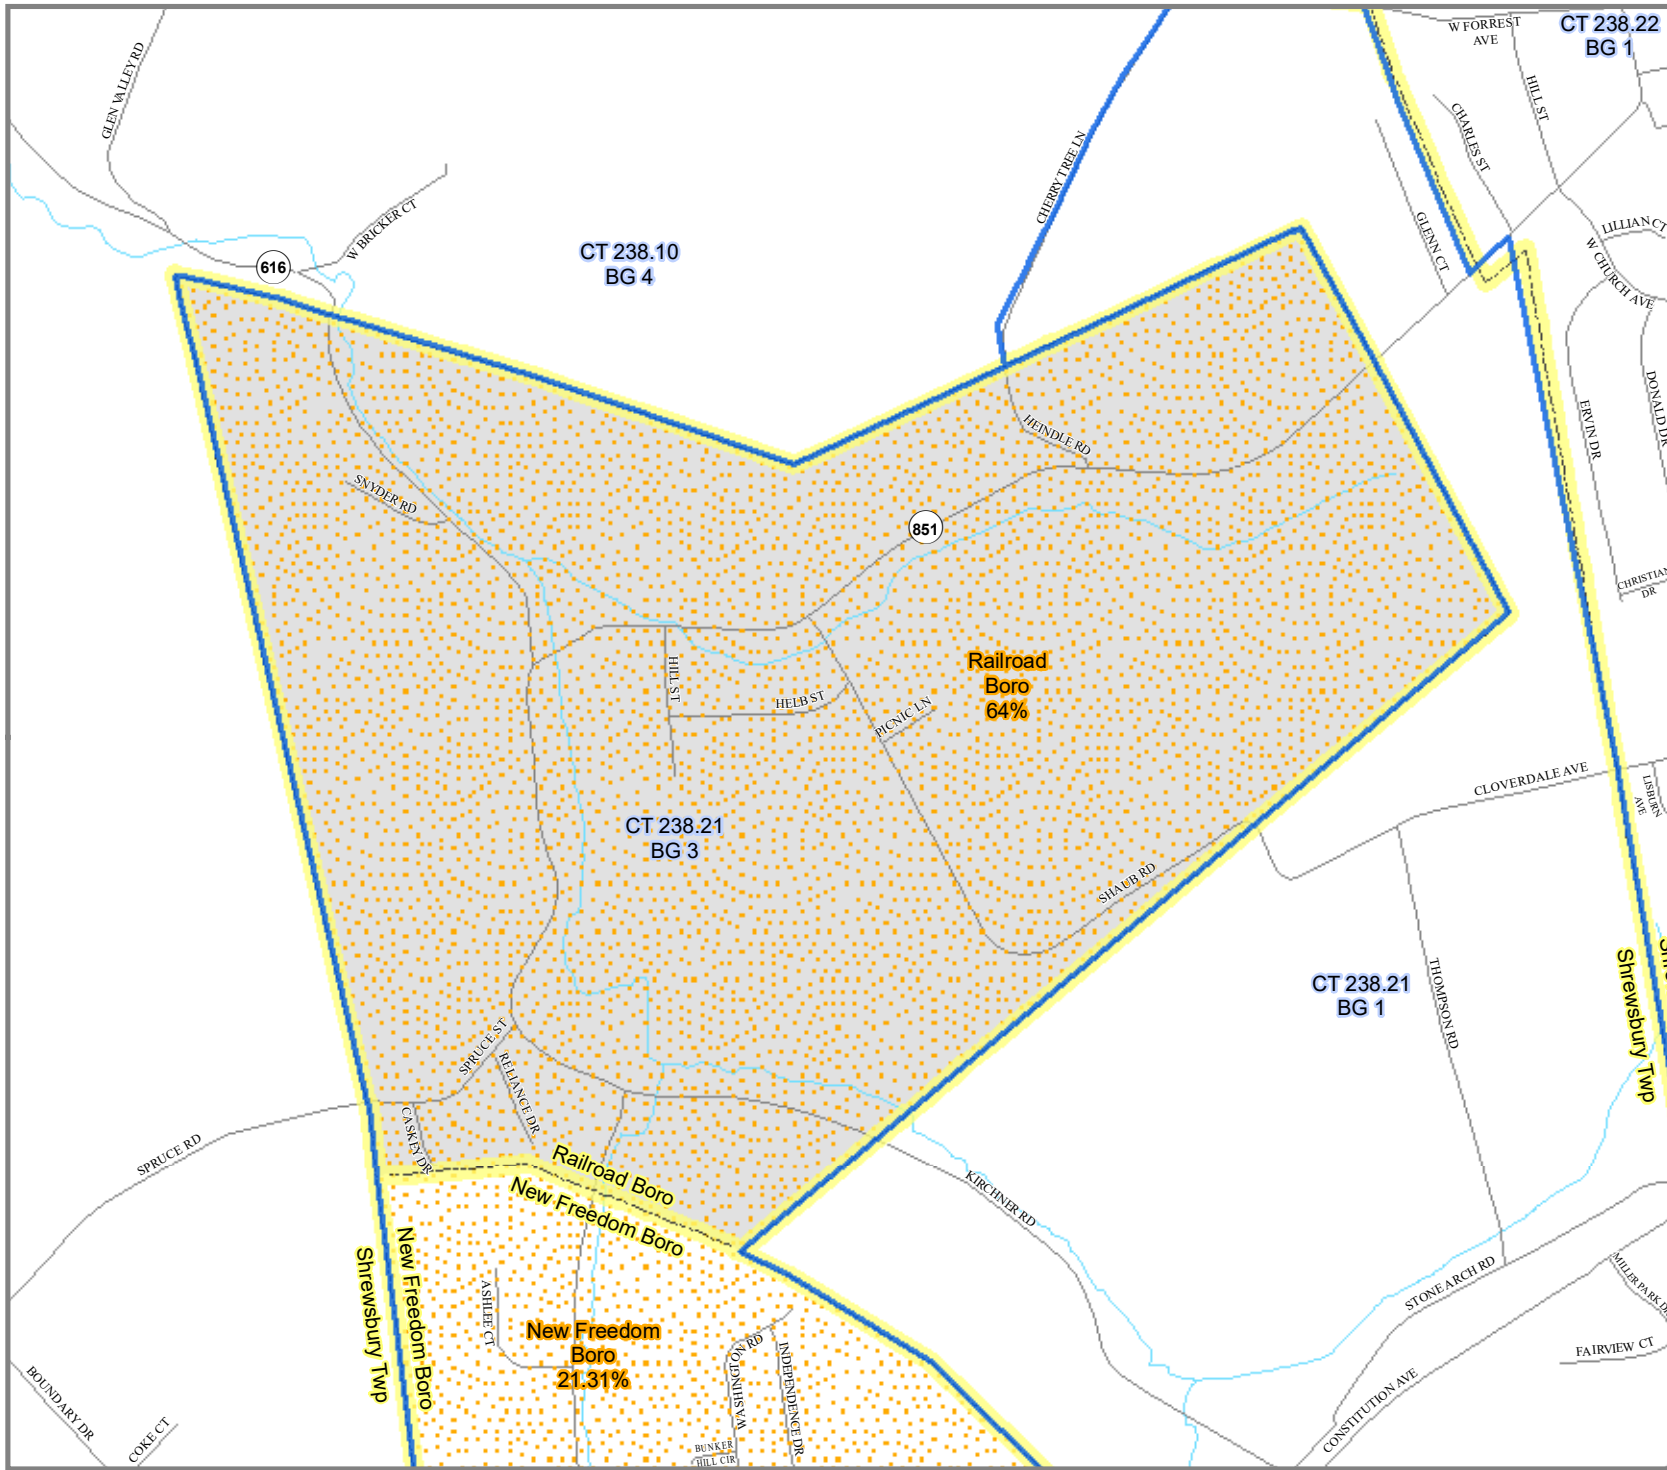 W FORREST
AVE
CT 238.22
BG 1
GLEN VALLEY RD
HILL ST
CHARLES ST
CHERRY TREE LN
W BRICKER CT
GLENN CT
LILLIAN CT
W CHURCH AVE
616
CT 238.10
BG 4
ERVIN DR
DONALD DR
HEINDLE RD
SNYDER RD
851
CHRISTIAN
DR
HILL ST
HELB ST
PICNIC LN
Railroad
Boro
64%
CLOVERDALE AVE
LISBURN
AVE
CT 238.21
BG 3
SHAUB RD
CT 238.21
BG 1
THOMPSON RD
Shrewsbury Twp
SPRUCE ST
RELIANCE DR
CASKEY DR
SPRUCE RD
Railroad Boro
New Freedom Boro
KIRCHNER RD
New Freedom Boro
Shrewsbury Twp
ASHLEE CT
New Freedom
Boro
21.31%
WASHINGTON RD
INDEPENDENCE DR
BUNKER
HILL CIR
STONE ARCH RD
MILLER PARK DR
FAIRVIEW CT
CONSTITUTION AVE
BOUNDARY DR
COKE CT